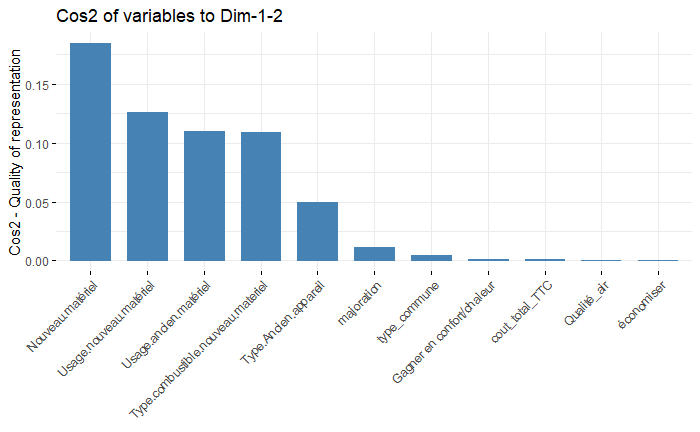 Cos2 of variables to Dim-1-2
Cos2 - Quality of representation
0.15
0.10
0.05
0.00
Nouveau.matériel
Usage.nouveau.matériel
Usage.ancien.matériel
Type.combustible.nouveau.materiel
Type.Ancien.appareil
majoration
type_commune
Gagner en confort/chaleur
cout_total_TTC
Qualité_air
économiser